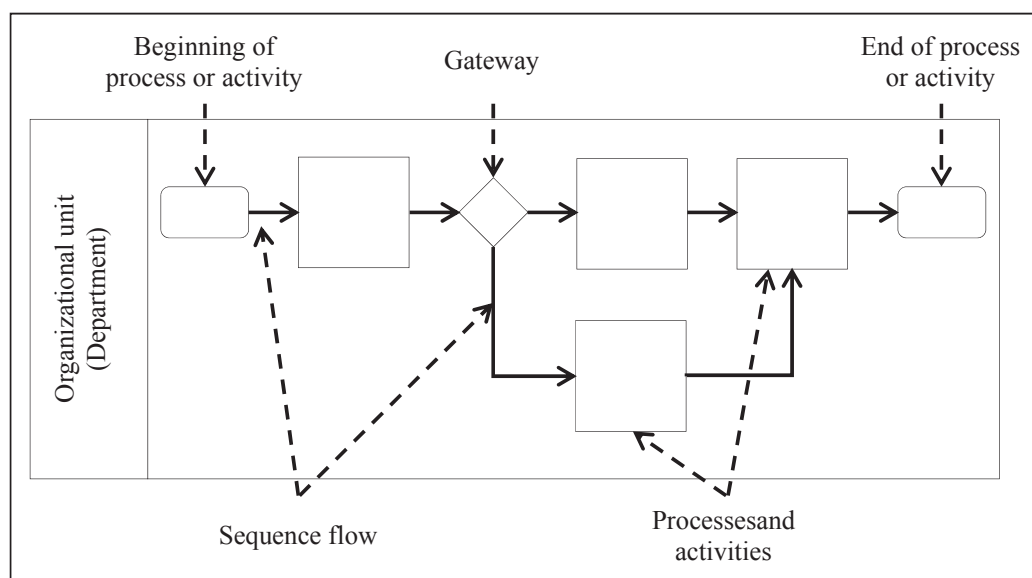 Beginning of
process or activity
Gateway
End of process
or activity
Organizational unit
(Department)
Sequence flow
Processesand
activities